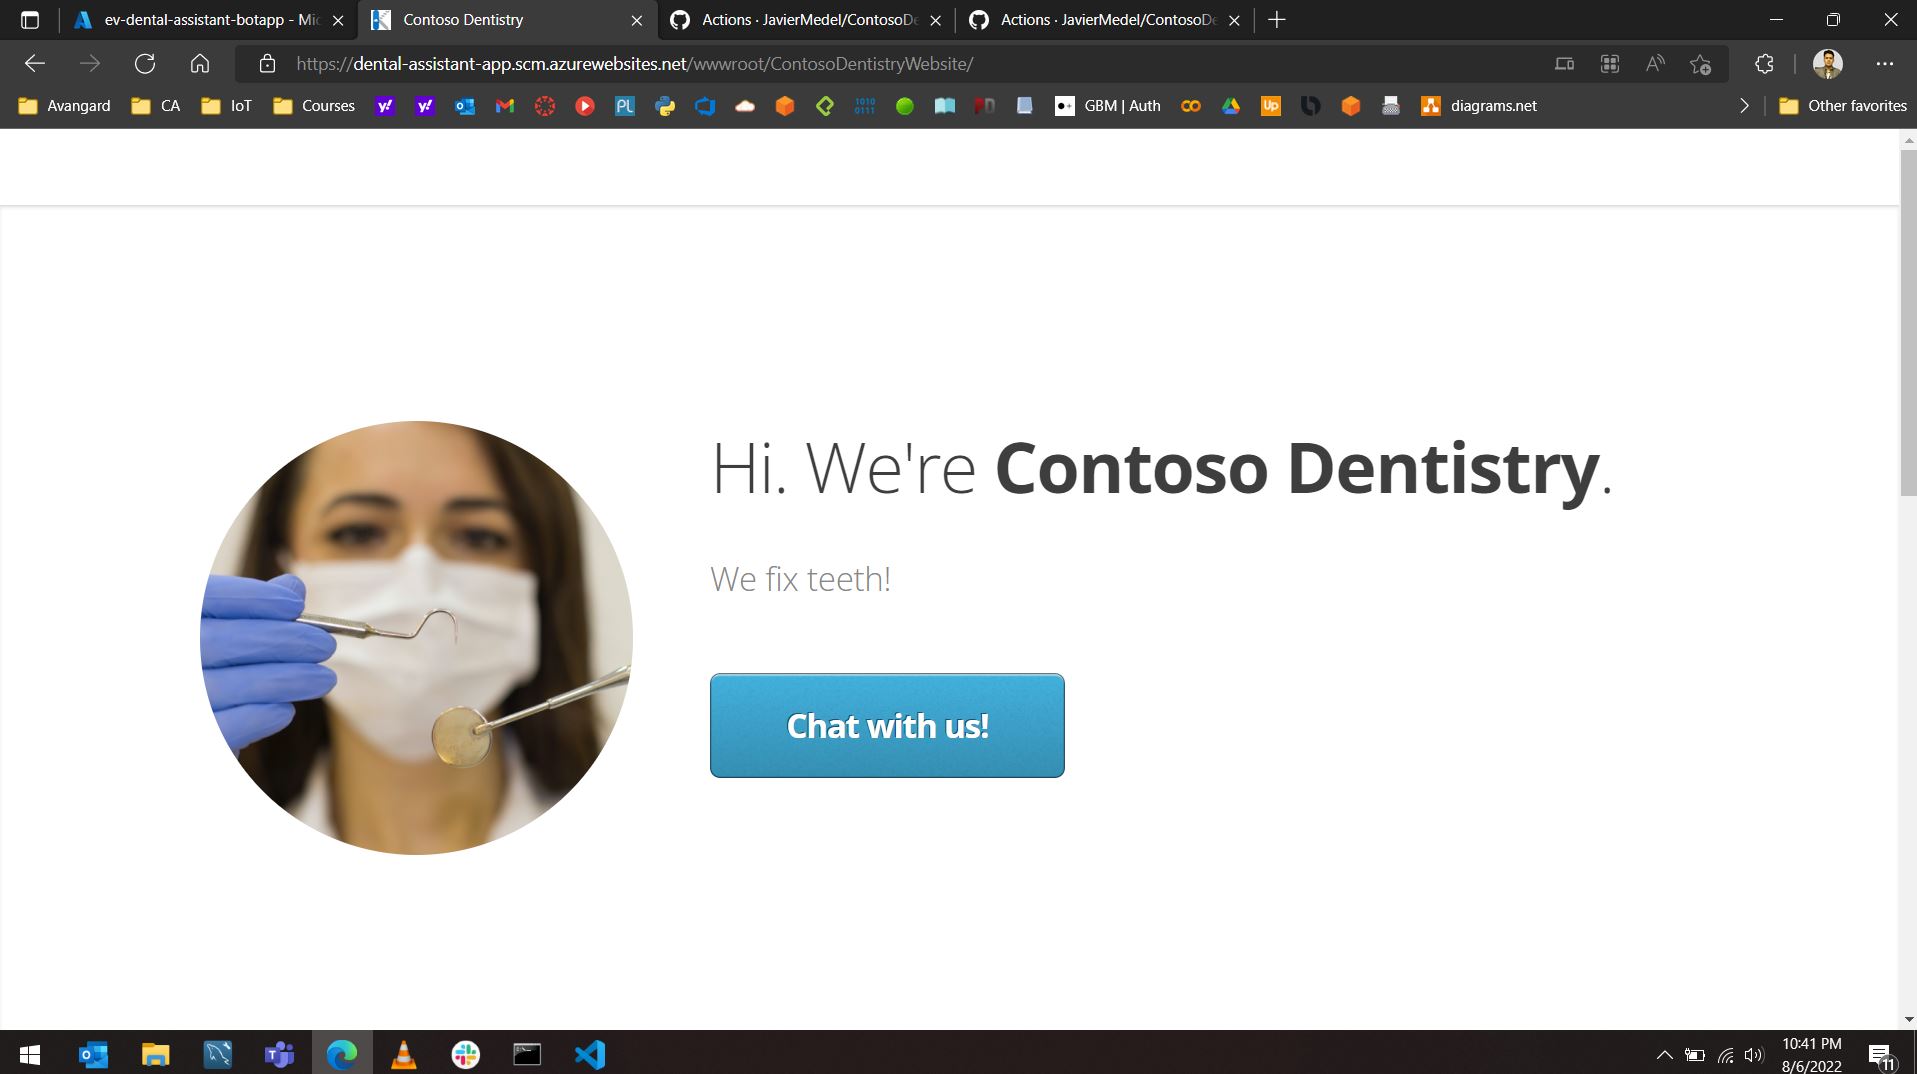 ev-dental-assistant-botapp - Mic
Contoso Dentistry
Actions · JavierMedel/ContosoDe
Actions · JavierMedel/ContosoDe
https://dental-assistant-app.scm.azurewebsites.net/wwwroot/ContosoDentistryWebsite/
Avangard
CA
IoT
Courses
GBM | Auth
diagrams.net
Other favorites
Hi. We're Contoso Dentistry.
We fix teeth!
Chat with us!
10:41 PM
8/6/2022
11